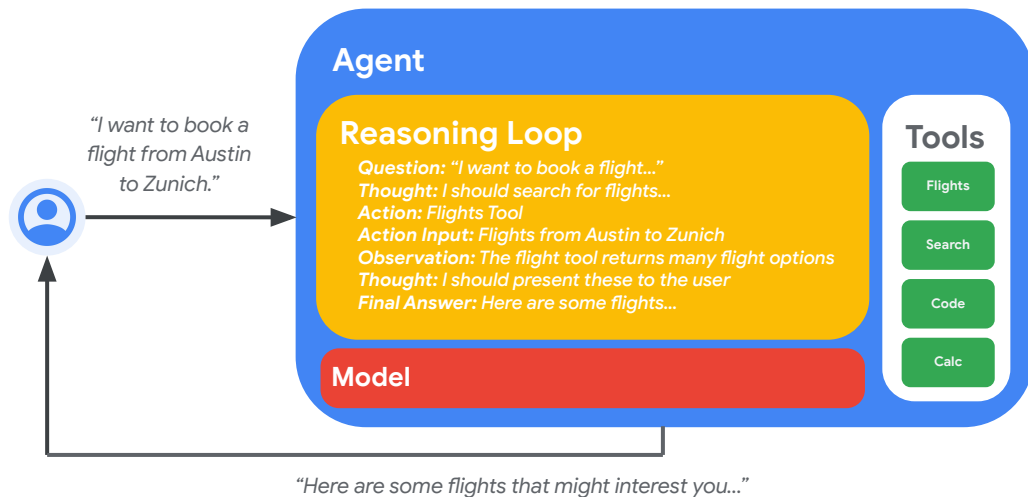 Agent
“I want to book a
flight from Austin
to Zunich.”
Reasoning Loop
Question: “I want to book a flight...”
Thought: I should search for flights...
Action: Flights Tool
Action Input: Flights from Austin to Zunich
Observation: The flight tool returns many flight options
Thought: I should present these to the user
Final Answer: Here are some flights...
Model
Tools
Flights
Search
Code
Calc
“Here are some flights that might interest you...”